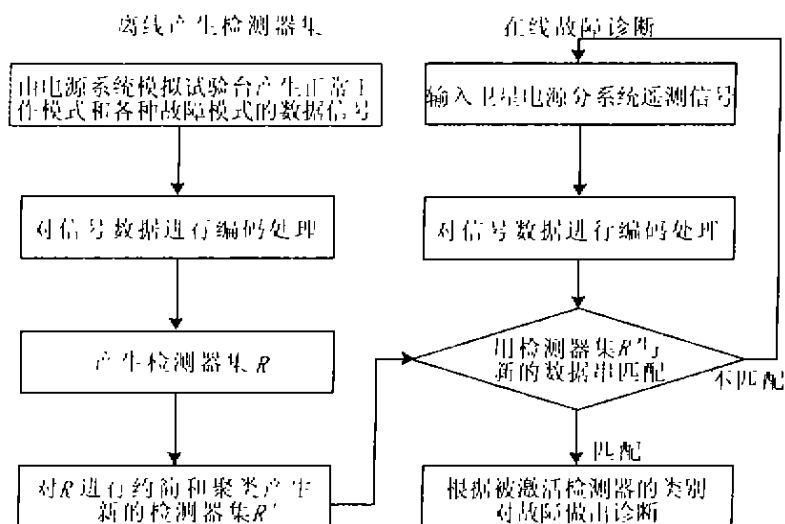 离线产生检测器集
由电源系统模拟试验台产生正常工
作模式和各种故障模式的数据信号
对信号数据进行编码处理
产生检测器集R
对R进行约简和聚类产生
新的检测器集R'
在线故障诊断
输入卫星电源分系统遥测信号
对信号数据进行编码处理
用检测器集R'与
新的数据串匹配
不匹配
匹配
根据被激活检测器的类别
对故障做出诊断